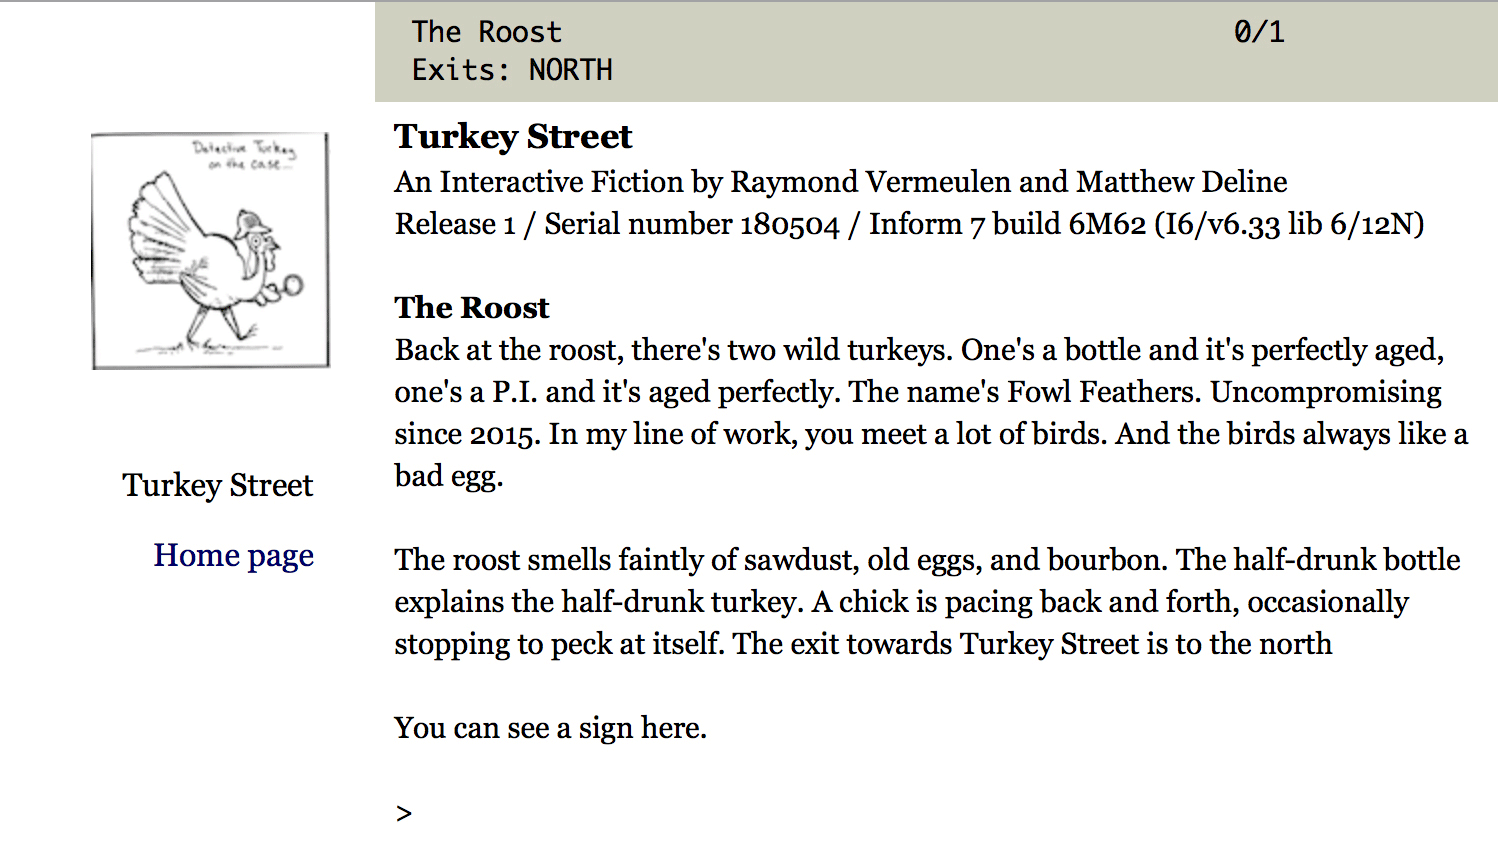 The Roost 0/1
Exits: NORTH
Detective Turkey
on the case...
Turkey Street
An Interactive Fiction by Raymond Vermeulen and Matthew Deline
Release 1 / Serial number 180504 / Inform 7 build 6M62 (I6/v6.33 lib 6/12N)
The Roost
Back at the roost, there's two wild turkeys. One's a bottle and it's perfectly aged,
one's a P.I. and it's aged perfectly. The name's Fowl Feathers. Uncompromising
since 2015. In my line of work, you meet a lot of birds. And the birds always like a
bad egg.
Turkey Street
Home page
The roost smells faintly of sawdust, old eggs, and bourbon. The half-drunk bottle
explains the half-drunk turkey. A chick is pacing back and forth, occasionally
stopping to peck at itself. The exit towards Turkey Street is to the north
You can see a sign here.
>